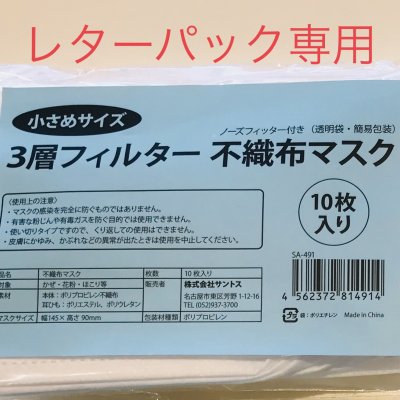 レターパック専用
小さめサイズ
ノーズフィッター付き（透明袋・簡易包装）
3層フィルター 不織布マスク
10枚入り
〈使用上の注意〉
・マスクの感染を完全に防ぐものではありません。
・有害な粉じんや有毒ガスを防ぐ目的では使用できません。
・使い切りタイプですので、くり返しての使用はできません。
・皮膚にかゆみ、かぶれなどの異常が出たときは使用を中止してください。
SA-491
品名 不織布マスク 枚数 10枚入り
対象 かぜ・花粉・ほこり等 販売者 株式会社サントス
名古屋市東区芳野1-12-16
TEL (052)937-3700
素材 本体：ポリプロピレン不織布
耳ひも：ポリエステル、ポリウレタン
マスクサイズ 幅145×高さ90mm 包装材種類 ポリプロピレン
4 562372 814914
プラ 袋：ポリエチレン Made in China